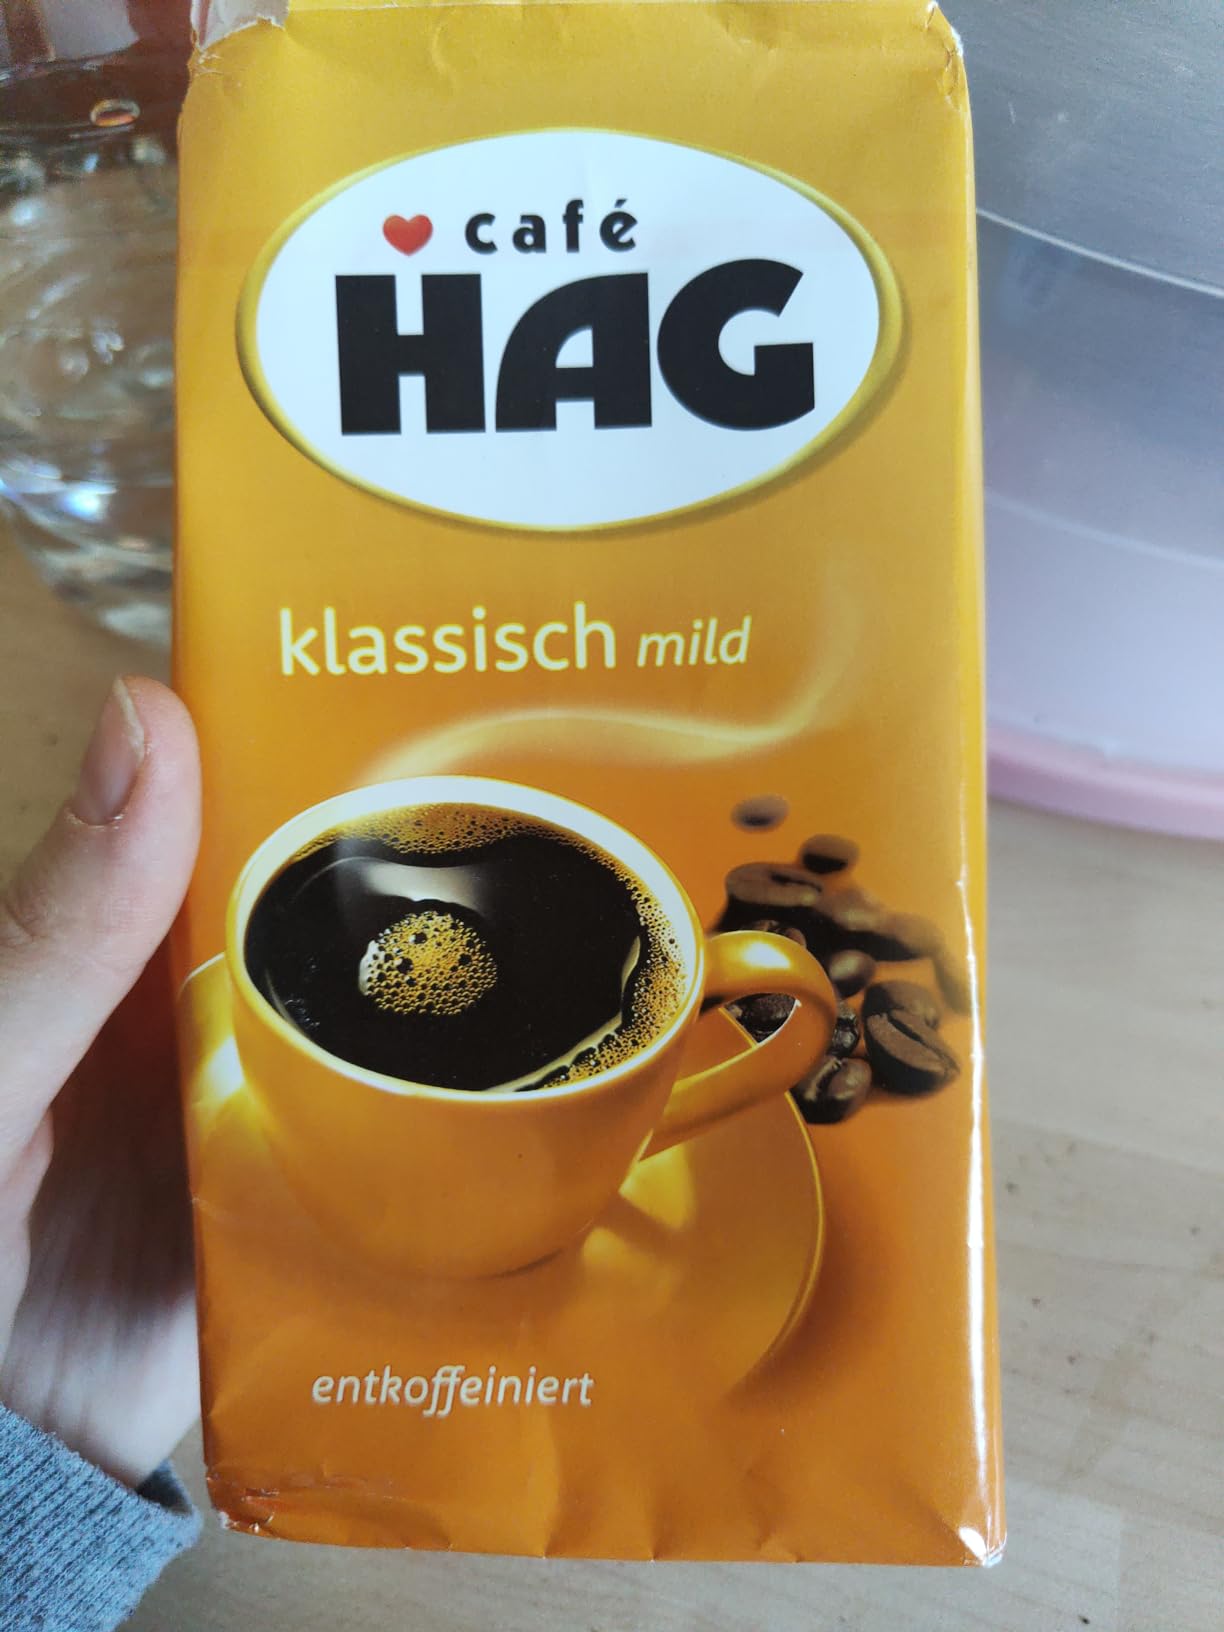 café
HAG
klassisch mild
entkoffeiniert